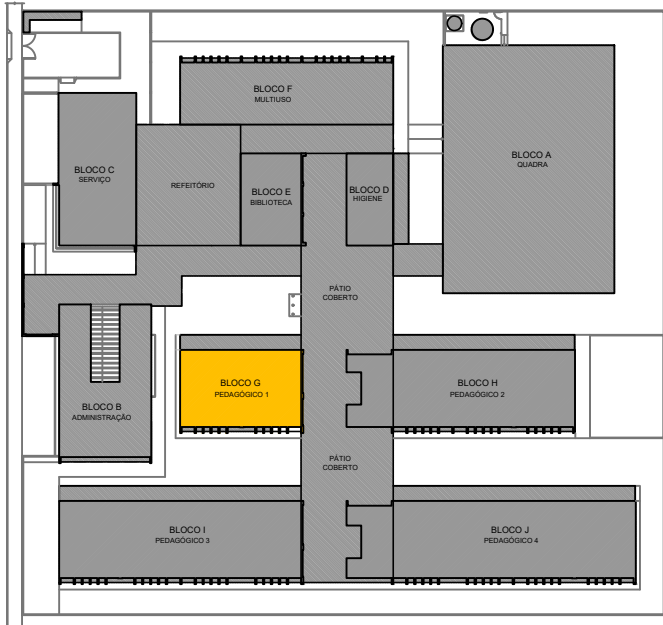 BLOCO F
MULTIUSO
BLOCO A
QUADRA
BLOCO C
SERVIÇO
REFEITÓRIO
BLOCO E
BIBLIOTECA
BLOCO D
HIGIENE
PÁTIO
COBERTO
BLOCO G
PEDAGÓGICO 1
BLOCO H
PEDAGÓGICO 2
BLOCO B
ADMINISTRAÇÃO
PÁTIO
COBERTO
BLOCO I
PEDAGÓGICO 3
BLOCO J
PEDAGÓGICO 4